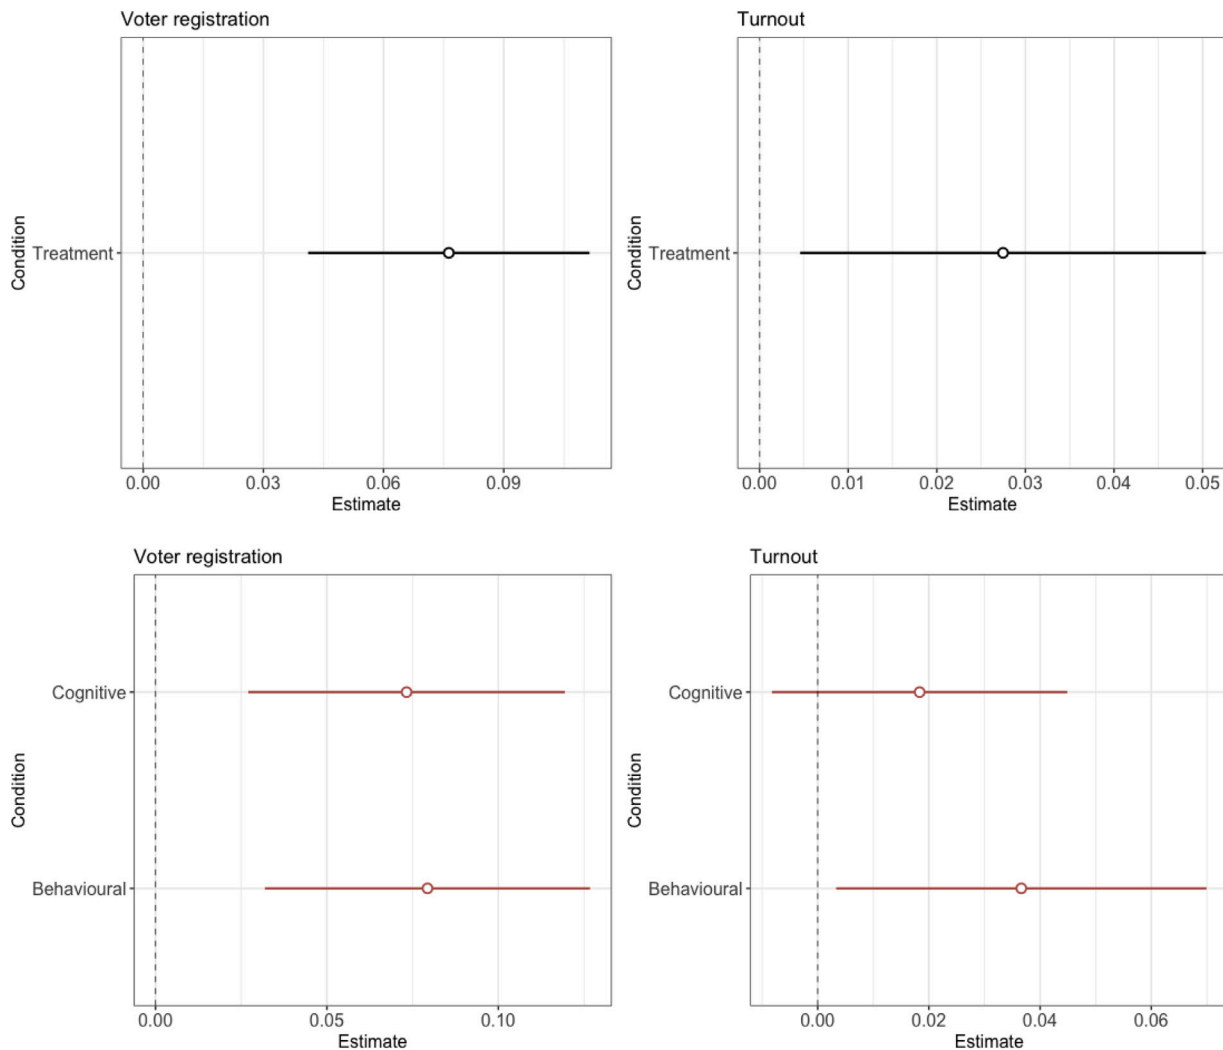 Voter registration
Condition
Treatment
0.00 0.03 0.06 0.09
Estimate
Turnout
Condition
Treatment
0.00 0.01 0.02 0.03 0.04 0.05
Estimate
Voter registration
Cognitive
Condition
Behavioural
0.00 0.05 0.10
Estimate
Turnout
Cognitive
Condition
Behavioural
0.00 0.02 0.04 0.06
Estimate